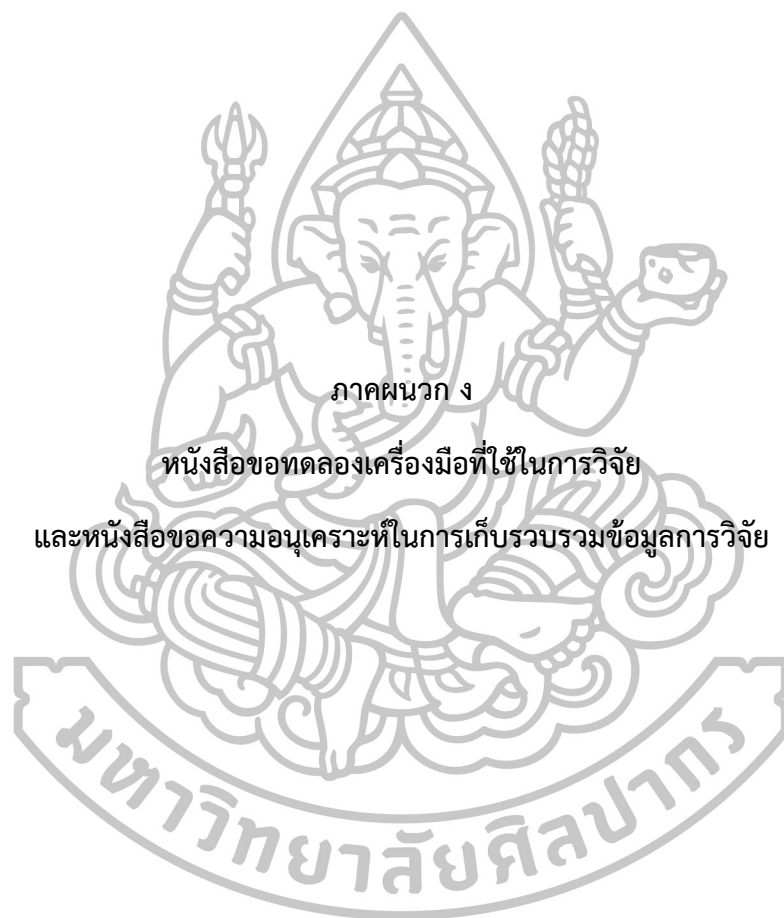 ภาคผนวก ง
หนังสือขอทดลองเครื่องมือที่ใช้ในการวิจัย
และหนังสือขอความอนุเคราะห์ในการเก็บรวบรวมข้อมูลการวิจัย
มหาวิทยาลัยศิลปากร